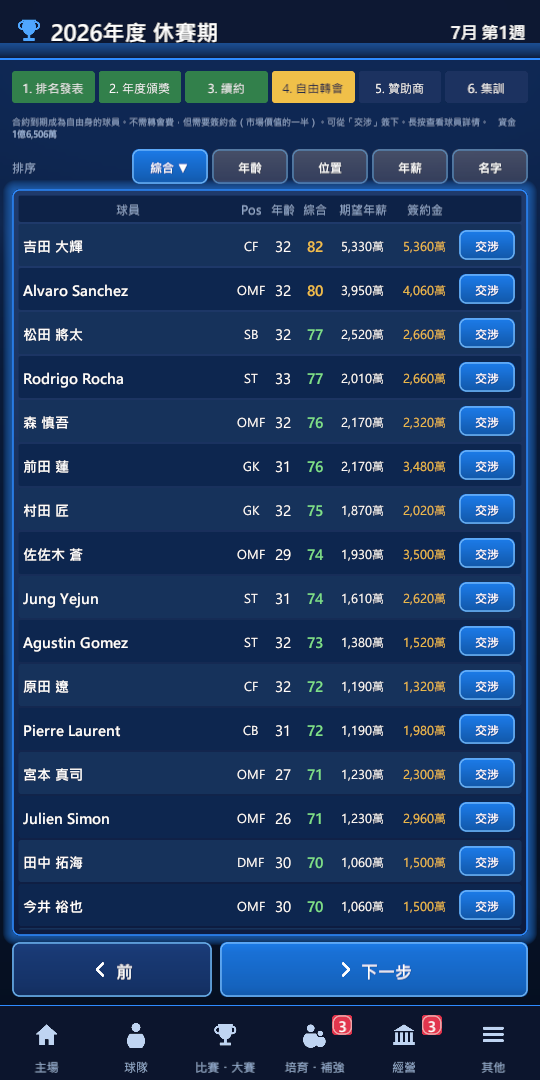 2026年度 休賽期
7月 第1週
1. 排名發表 2. 年度頒獎 3. 續約 4. 自由轉會 5. 贊助商 6. 集訓
合約到期成為自由身的球員。不需轉會費，但需要簽約金（市場價值的一半）。可從「交涉」簽下。長按查看球員詳情。 資金
1億6,506萬
排序 綜合 ▼ 年齡 位置 年薪 名字
球員 Pos 年齡 綜合 期望年薪 簽約金
吉田 大輝 CF 32 82 5,330萬 5,360萬 交涉
Alvaro Sanchez OMF 32 80 3,950萬 4,060萬 交涉
松田 將太 SB 32 77 2,520萬 2,660萬 交涉
Rodrigo Rocha ST 33 77 2,010萬 2,660萬 交涉
森 慎吾 OMF 32 76 2,170萬 2,320萬 交涉
前田 蓮 GK 31 76 2,170萬 3,480萬 交涉
村田 匠 GK 32 75 1,870萬 2,020萬 交涉
佐佐木 蒼 OMF 29 74 1,930萬 3,500萬 交涉
Jung Yejun ST 31 74 1,610萬 2,620萬 交涉
Agustin Gomez ST 32 73 1,380萬 1,520萬 交涉
原田 遼 CF 32 72 1,190萬 1,320萬 交涉
Pierre Laurent CB 31 72 1,190萬 1,980萬 交涉
宮本 真司 OMF 27 71 1,230萬 2,300萬 交涉
Julien Simon OMF 26 71 1,230萬 2,960萬 交涉
田中 拓海 DMF 30 70 1,060萬 1,500萬 交涉
今井 裕也 OMF 30 70 1,060萬 1,500萬 交涉
前 下一步
3 3
主場 球隊 比賽・大賽 培育・補強 經營 其他